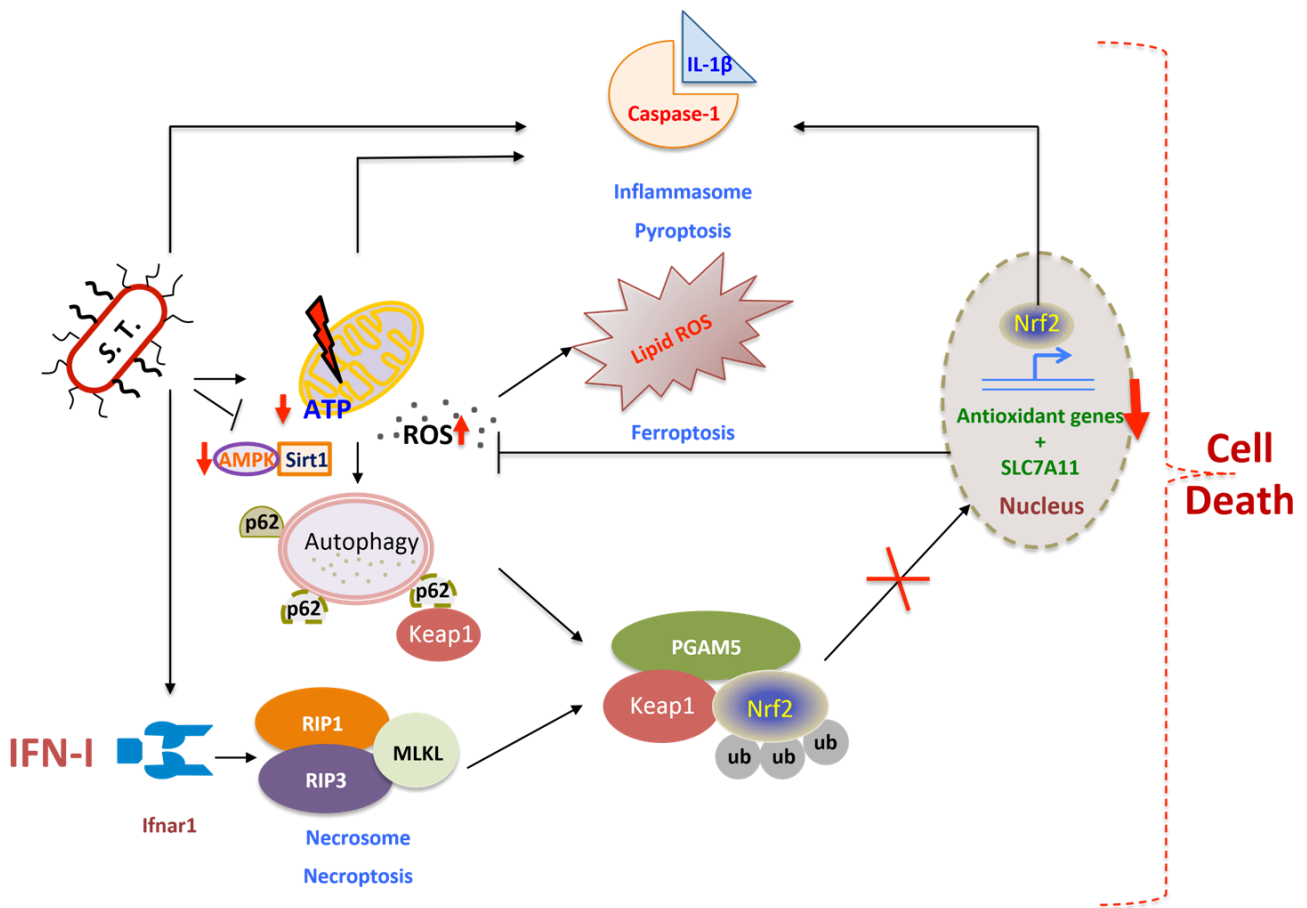 IL-1β
Caspase-1
Inflammasome
Pyroptosis
S. T.
Lipid ROS
Ferroptosis
ATP
ROS
AMPK
Sirt1
p62
Autophagy
p62
p62
Keap1
Nrf2
Antioxidant genes
+
SLC7A11
Nucleus
Cell
Death
PGAM5
Keap1
Nrf2
ub
ub
ub
IFN-I
Ifnar1
RIP1
RIP3
MLKL
Necrosome
Necroptosis